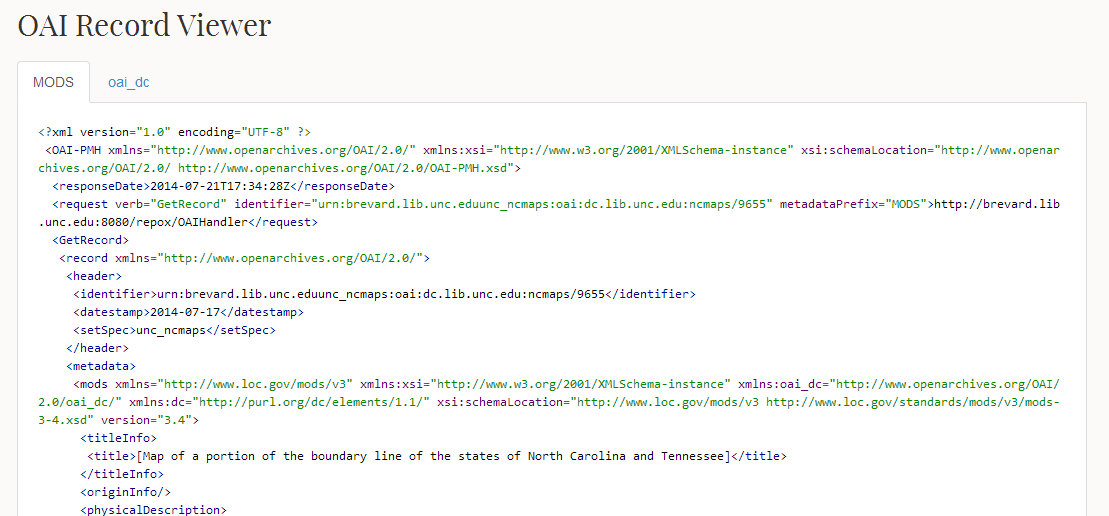 OAI Record Viewer
MODS oai_dc
<?xml version="1.0" encoding="UTF-8" ?>
<OAI-PMH xmlns="http://www.openarchives.org/OAI/2.0/" xmlns:xsi="http://www.w3.org/2001/XMLSchema-instance" xsi:schemaLocation="http://www.openar
chives.org/OAI/2.0/ http://www.openarchives.org/OAI/2.0/OAI-PMH.xsd">
<responseDate>2014-07-21T17:34:28Z</responseDate>
<request verb="GetRecord" identifier="urn:brevard.lib.unc.eduunc_ncmaps:oai:dc.lib.unc.edu:ncmaps/9655" metadataPrefix="MODS">http://brevard.lib
.unc.edu:8080/repox/OAIHandler</request>
<GetRecord>
<record xmlns="http://www.openarchives.org/OAI/2.0/">
<header>
<identifier>urn:brevard.lib.unc.eduunc_ncmaps:oai:dc.lib.unc.edu:ncmaps/9655</identifier>
<datestamp>2014-07-17</datestamp>
<setSpec>unc_ncmaps</setSpec>
</header>
<metadata>
<mods xmlns="http://www.loc.gov/mods/v3" xmlns:xsi="http://www.w3.org/2001/XMLSchema-instance" xmlns:oai_dc="http://www.openarchives.org/OAI/
2.0/oai_dc/" xmlns:dc="http://purl.org/dc/elements/1.1/" xsi:schemaLocation="http://www.loc.gov/mods/v3 http://www.loc.gov/standards/mods/v3/mods-
3-4.xsd" version="3.4">
<titleInfo>
<title>[Map of a portion of the boundary line of the states of North Carolina and Tennessee]</title>
</titleInfo>
<originInfo/>
<physicalDescription>